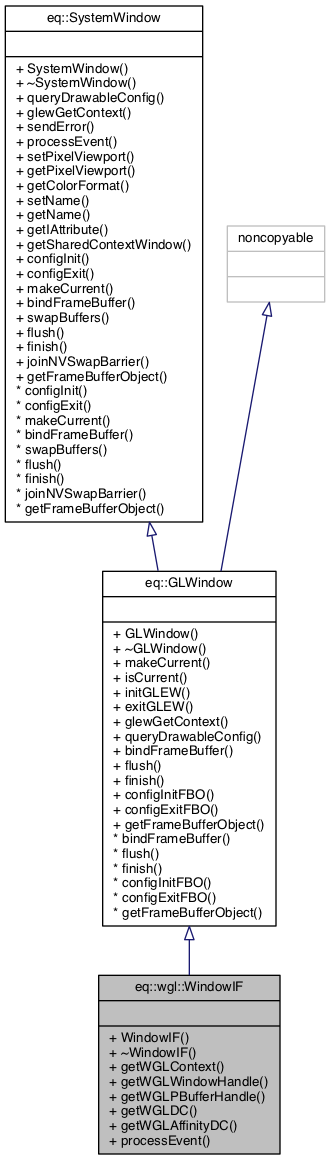 eq::SystemWindow
+ SystemWindow()
+ ~SystemWindow()
+ queryDrawableConfig()
+ glewGetContext()
+ sendError()
+ processEvent()
+ setPixelViewport()
+ getPixelViewport()
+ getColorFormat()
+ setName()
+ getName()
+ getIAttribute()
+ getSharedContextWindow()
+ configInit()
+ configExit()
+ makeCurrent()
+ bindFrameBuffer()
+ swapBuffers()
+ flush()
+ finish()
+ joinNVSwapBarrier()
+ getFrameBufferObject()
* configInit()
* configExit()
* makeCurrent()
* bindFrameBuffer()
* swapBuffers()
* flush()
* finish()
* joinNVSwapBarrier()
* getFrameBufferObject()
noncopyable
eq::GLWindow
+ GLWindow()
+ ~GLWindow()
+ makeCurrent()
+ isCurrent()
+ initGLEW()
+ exitGLEW()
+ glewGetContext()
+ queryDrawableConfig()
+ bindFrameBuffer()
+ flush()
+ finish()
+ configInitFBO()
+ configExitFBO()
+ getFrameBufferObject()
* bindFrameBuffer()
* flush()
* finish()
* configInitFBO()
* configExitFBO()
* getFrameBufferObject()
eq::wgl::WindowIF
+ WindowIF()
+ ~WindowIF()
+ getWGLContext()
+ getWGLWindowHandle()
+ getWGLPBufferHandle()
+ getWGLDC()
+ getWGLAffinityDC()
+ processEvent()